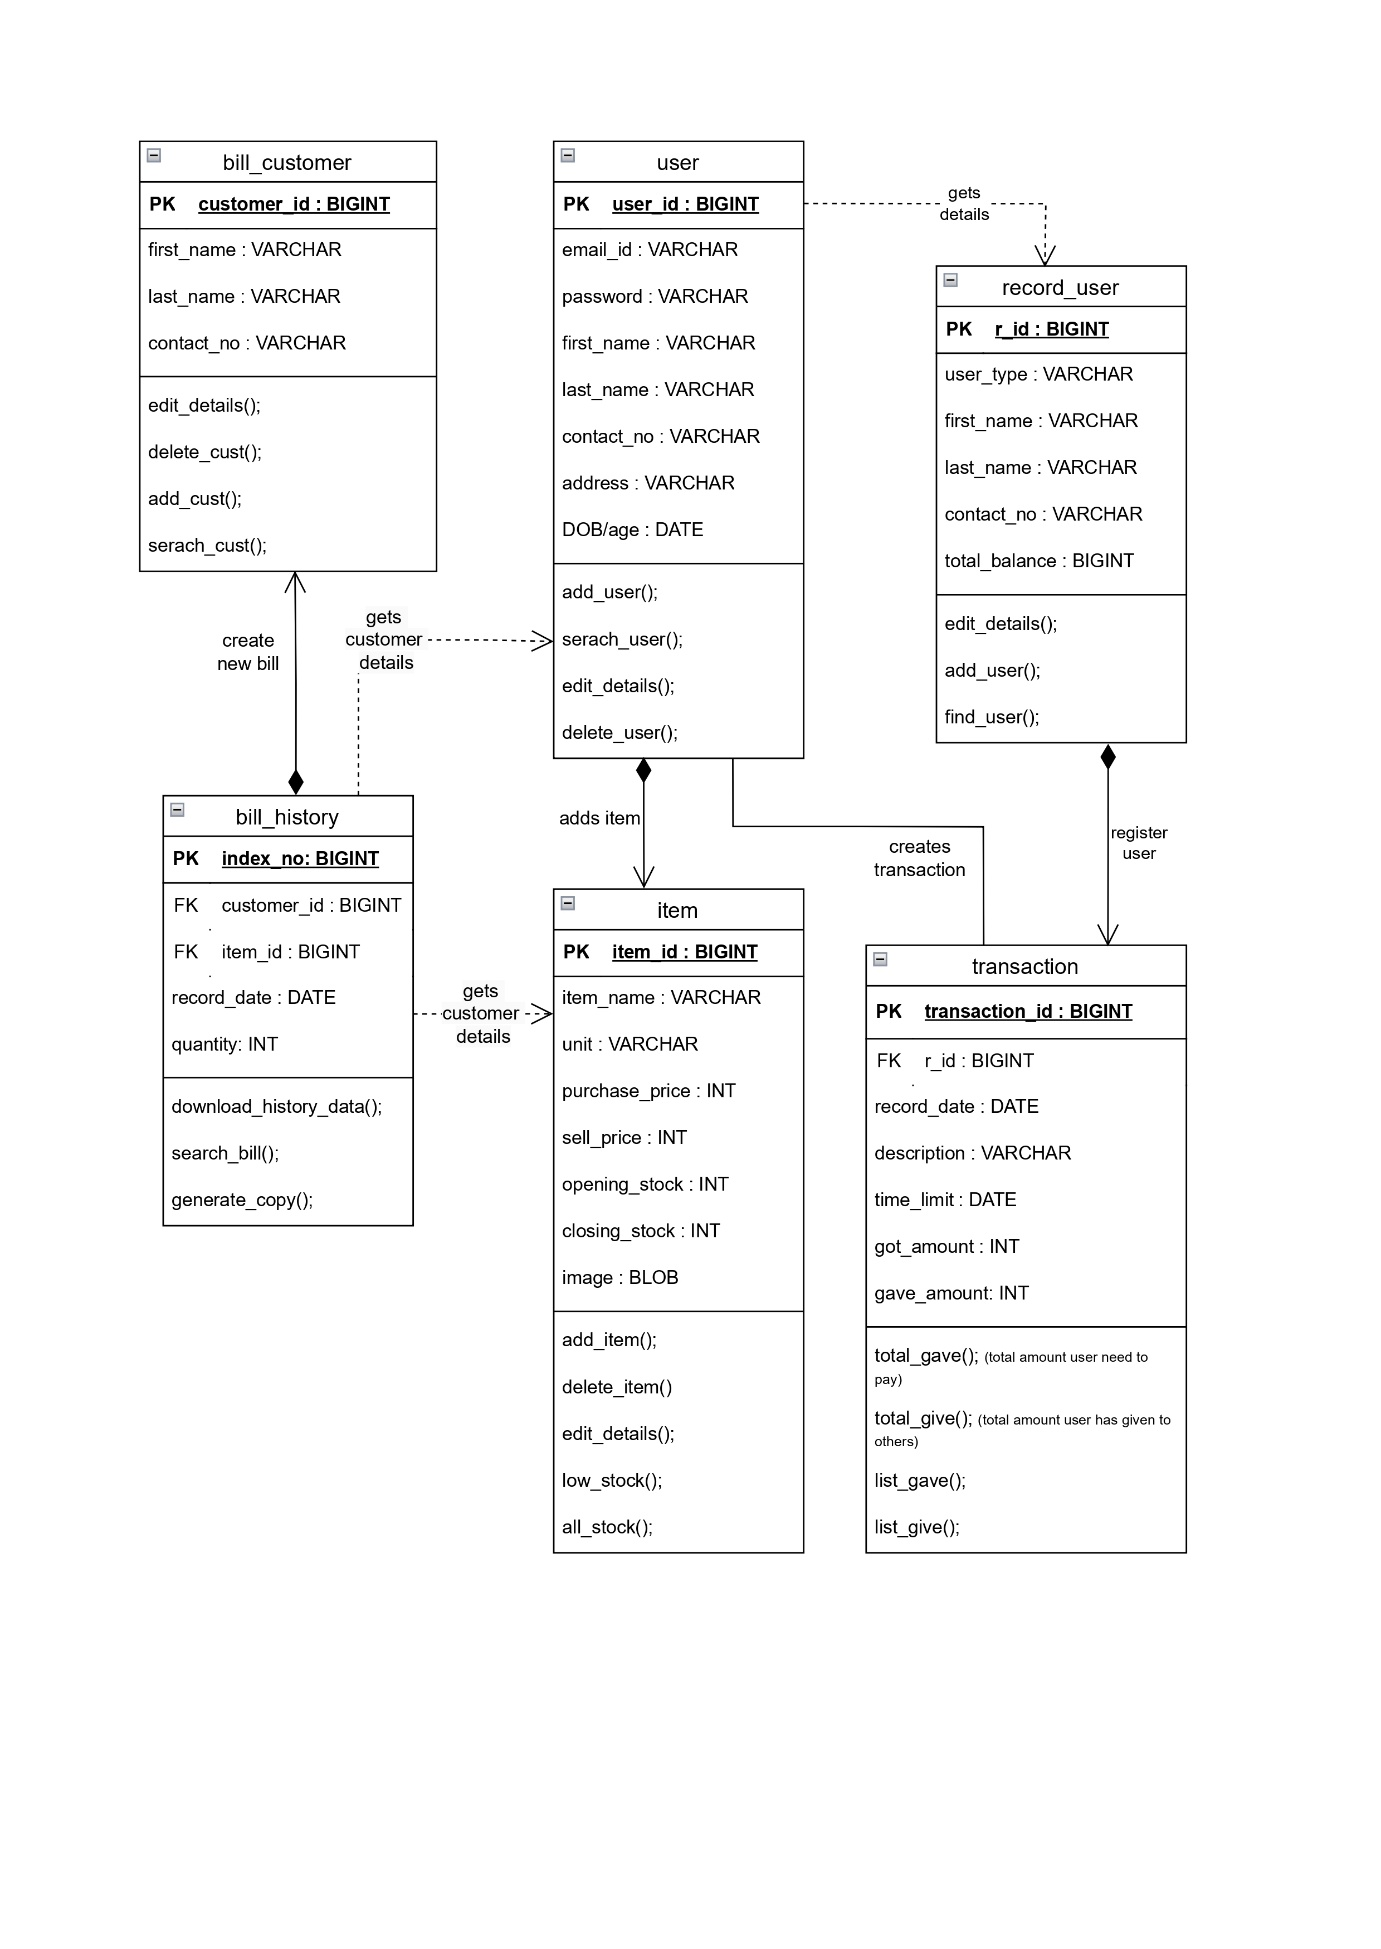 bill_customer
PK customer_id : BIGINT
first_name : VARCHAR
last_name : VARCHAR
contact_no : VARCHAR
edit_details();
delete_cust();
add_cust();
serach_cust();
user
PK user_id : BIGINT
email_id : VARCHAR
password : VARCHAR
first_name : VARCHAR
last_name : VARCHAR
contact_no : VARCHAR
address : VARCHAR
DOB/age : DATE
add_user();
serach_user();
edit_details();
delete_user();
gets
details
record_user
PK r_id : BIGINT
user_type : VARCHAR
first_name : VARCHAR
last_name : VARCHAR
contact_no : VARCHAR
total_balance : BIGINT
edit_details();
add_user();
find_user();
create
new bill
gets
customer
details
adds item
creates
transaction
register
user
bill_history
PK index_no: BIGINT
FK customer_id : BIGINT
FK item_id : BIGINT
record_date : DATE
quantity: INT
download_history_data();
search_bill();
generate_copy();
gets
customer
details
item
PK item_id : BIGINT
item_name : VARCHAR
unit : VARCHAR
purchase_price : INT
sell_price : INT
opening_stock : INT
closing_stock : INT
image : BLOB
add_item();
delete_item()
edit_details();
low_stock();
all_stock();
transaction
PK transaction_id : BIGINT
FK r_id : BIGINT
record_date : DATE
description : VARCHAR
time_limit : DATE
got_amount : INT
gave_amount: INT
total_gave(); (total amount user need to
pay)
total_give(); (total amount user has given to
others)
list_gave();
list_give();